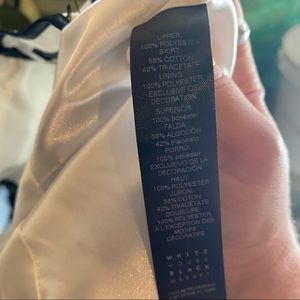 UPPER
100% POLYESTER
SKIRT:
58% COTTON
42% TRIACETATE
LINING
100% POLYESTER
EXCLUSIVE OF
DECORATION
SUPERIOR:
100% poliéster
FALDA:
58% ALGODÓN
42% triacetato
FORRO:
100% poliéster
EXCLUSIVO DE LA
DECORACIÓN
HAUT:
100% POLYESTER
JUPON:
58% COTON
42% TRIACÉTATE
DOUBLURE
100% POLYESTER
À L'EXCEPTION
DES
MOTIFS
DÉCORATIFS
WHITE
HOUSE
BLACK
MARKET